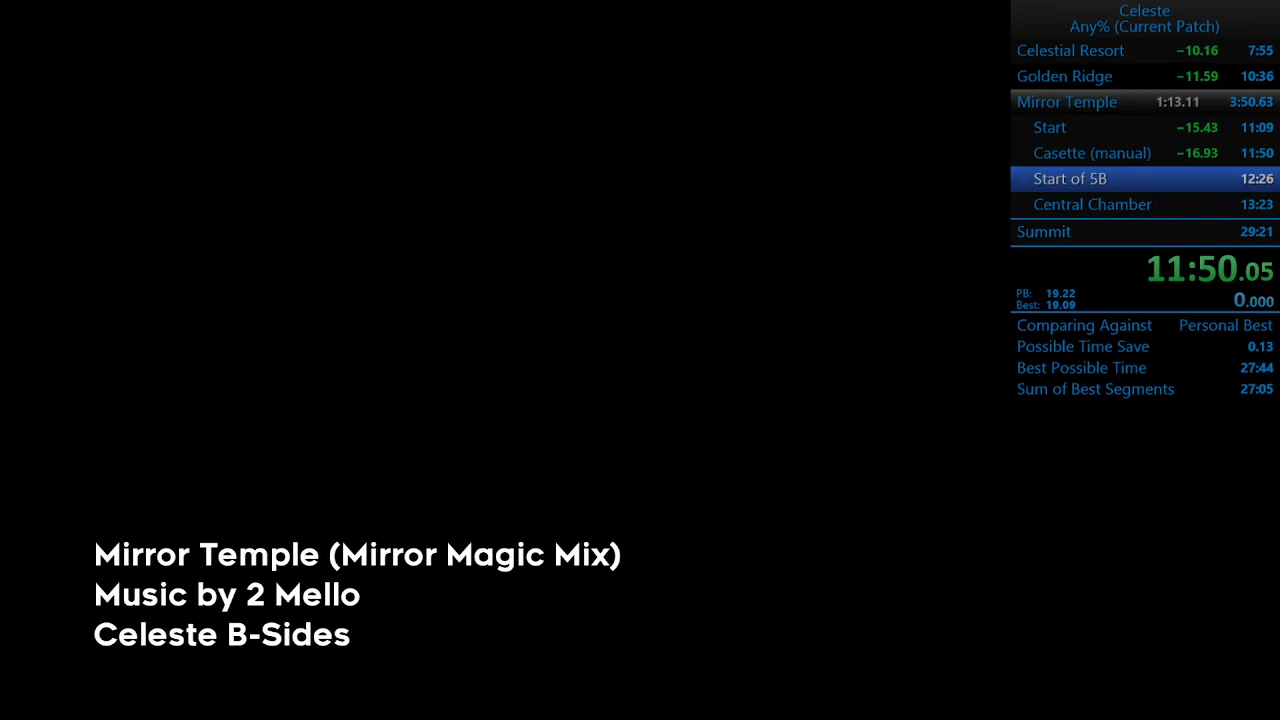 Celeste
Any% (Current Patch)
Celestial Resort −10.16 7:55
Golden Ridge −11.59 10:36
Mirror Temple 1:13.11 3:50.63
Start −15.43 11:09
Casette (manual) −16.93 11:50
Start of 5B 12:26
Central Chamber 13:23
Summit 29:21
11:50.05
PB: 19.22
Best: 19.09
0.000
Comparing Against Personal Best
Possible Time Save 0.13
Best Possible Time 27:44
Sum of Best Segments 27:05
Mirror Temple (Mirror Magic Mix)
Music by 2 Mello
Celeste B-Sides